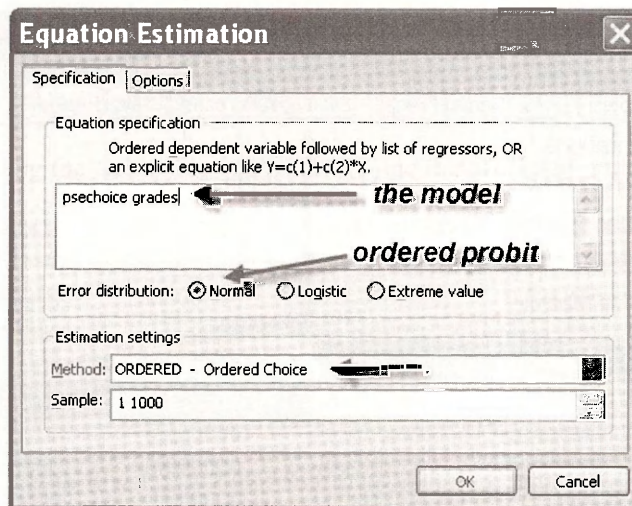 Equation Estimation
Specification Options
Equation specification
Ordered dependent variable followed by list of regressors, OR
an explicit equation like Y=c(1)+c(2)*X.
psechoice grades
the model
ordered probit
Error distribution: Normal Logistic Extreme value
Estimation settings
Method: ORDERED - Ordered Choice
Sample: 1 1000
OK Cancel